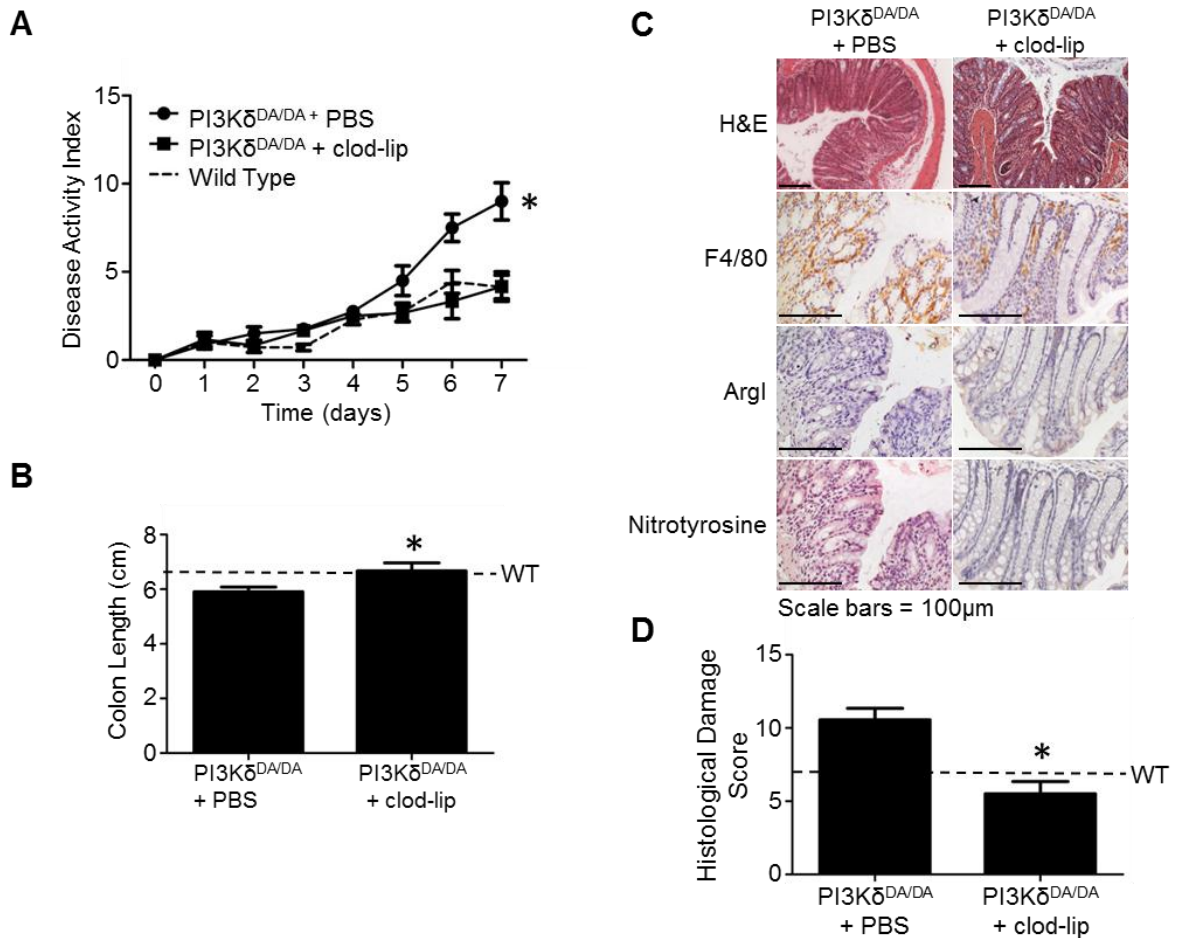 A
15
10
5
0
Disease Activity Index
PI3Kδ^DA/DA + PBS
PI3Kδ^DA/DA + clod-lip
Wild Type
*
0 1 2 3 4 5 6 7
Time (days)
B
8
6
4
2
0
Colon Length (cm)
*
WT
PI3Kδ^DA/DA
+ PBS
PI3Kδ^DA/DA
+ clod-lip
C
PI3Kδ^DA/DA
+ PBS
PI3Kδ^DA/DA
+ clod-lip
H&E
F4/80
ArgI
Nitrotyrosine
Scale bars = 100μm
D
15
10
5
0
Histological Damage
Score
*
WT
PI3Kδ^DA/DA
+ PBS
PI3Kδ^DA/DA
+ clod-lip